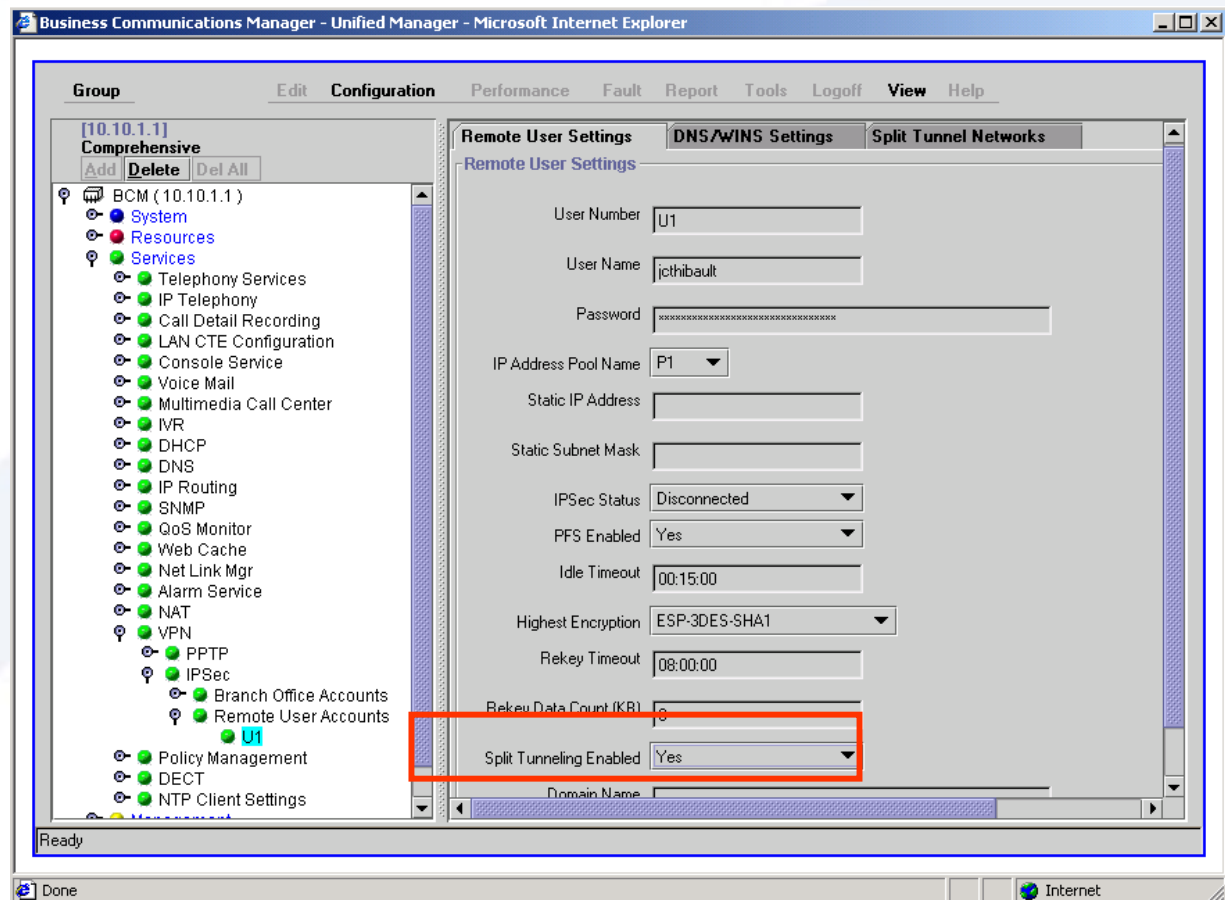 Business Communications Manager - Unified Manager - Microsoft Internet Explorer
Group Edit Configuration Performance Fault Report Tools Logoff View Help
[10.10.1.1]
Comprehensive
Add Delete Del All
BCM ( 10.10.1.1 )
System
Resources
Services
Telephony Services
IP Telephony
Call Detail Recording
LAN CTE Configuration
Console Service
Voice Mail
Multimedia Call Center
IVR
DHCP
DNS
IP Routing
SNMP
QoS Monitor
Web Cache
Net Link Mgr
Alarm Service
NAT
VPN
PPTP
IPSec
Branch Office Accounts
Remote User Accounts
U1
Policy Management
DECT
NTP Client Settings
Management
Remote User Settings DNS/WINS Settings Split Tunnel Networks
Remote User Settings
User Number U1
User Name jcthibault
Password ********************************
IP Address Pool Name P1
Static IP Address
Static Subnet Mask
IPSec Status Disconnected
PFS Enabled Yes
Idle Timeout 00:15:00
Highest Encryption ESP-3DES-SHA1
Rekey Timeout 08:00:00
Rekey Data Count (KB)
Split Tunneling Enabled Yes
Domain Name
Ready
Done Internet